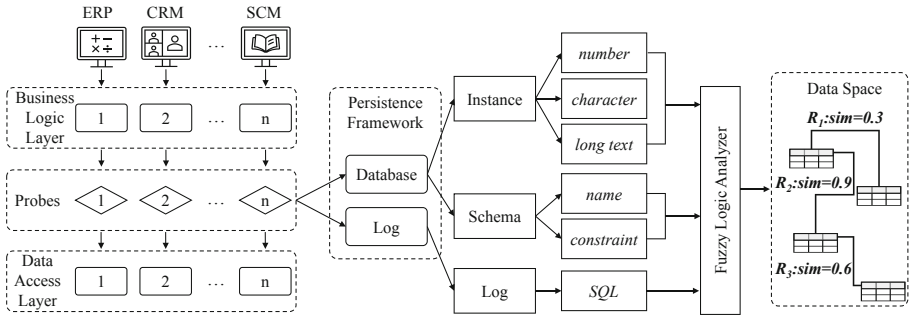 ERP
CRM
...
SCM
Business
Logic
Layer
1
2
...
n
Probes
1
2
...
n
Data
Access
Layer
1
2
...
n
Persistence
Framework
Database
Log
Instance
Schema
Log
number
character
long text
name
constraint
SQL
Fuzzy Logic Analyzer
Data Space
R1:sim=0.3
R2:sim=0.9
R3:sim=0.6